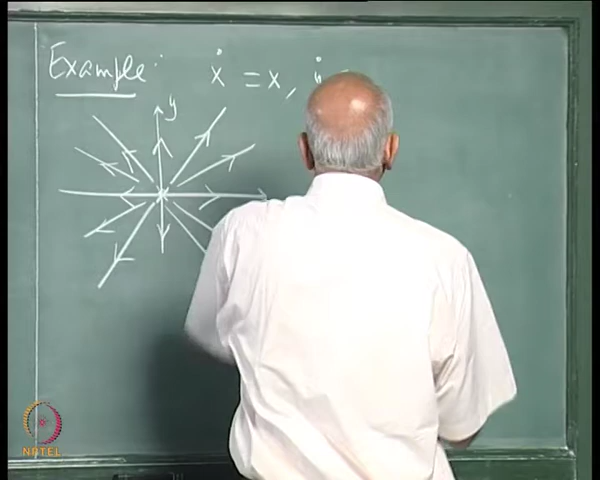 Example: ẋ = x,
y
NPTEL